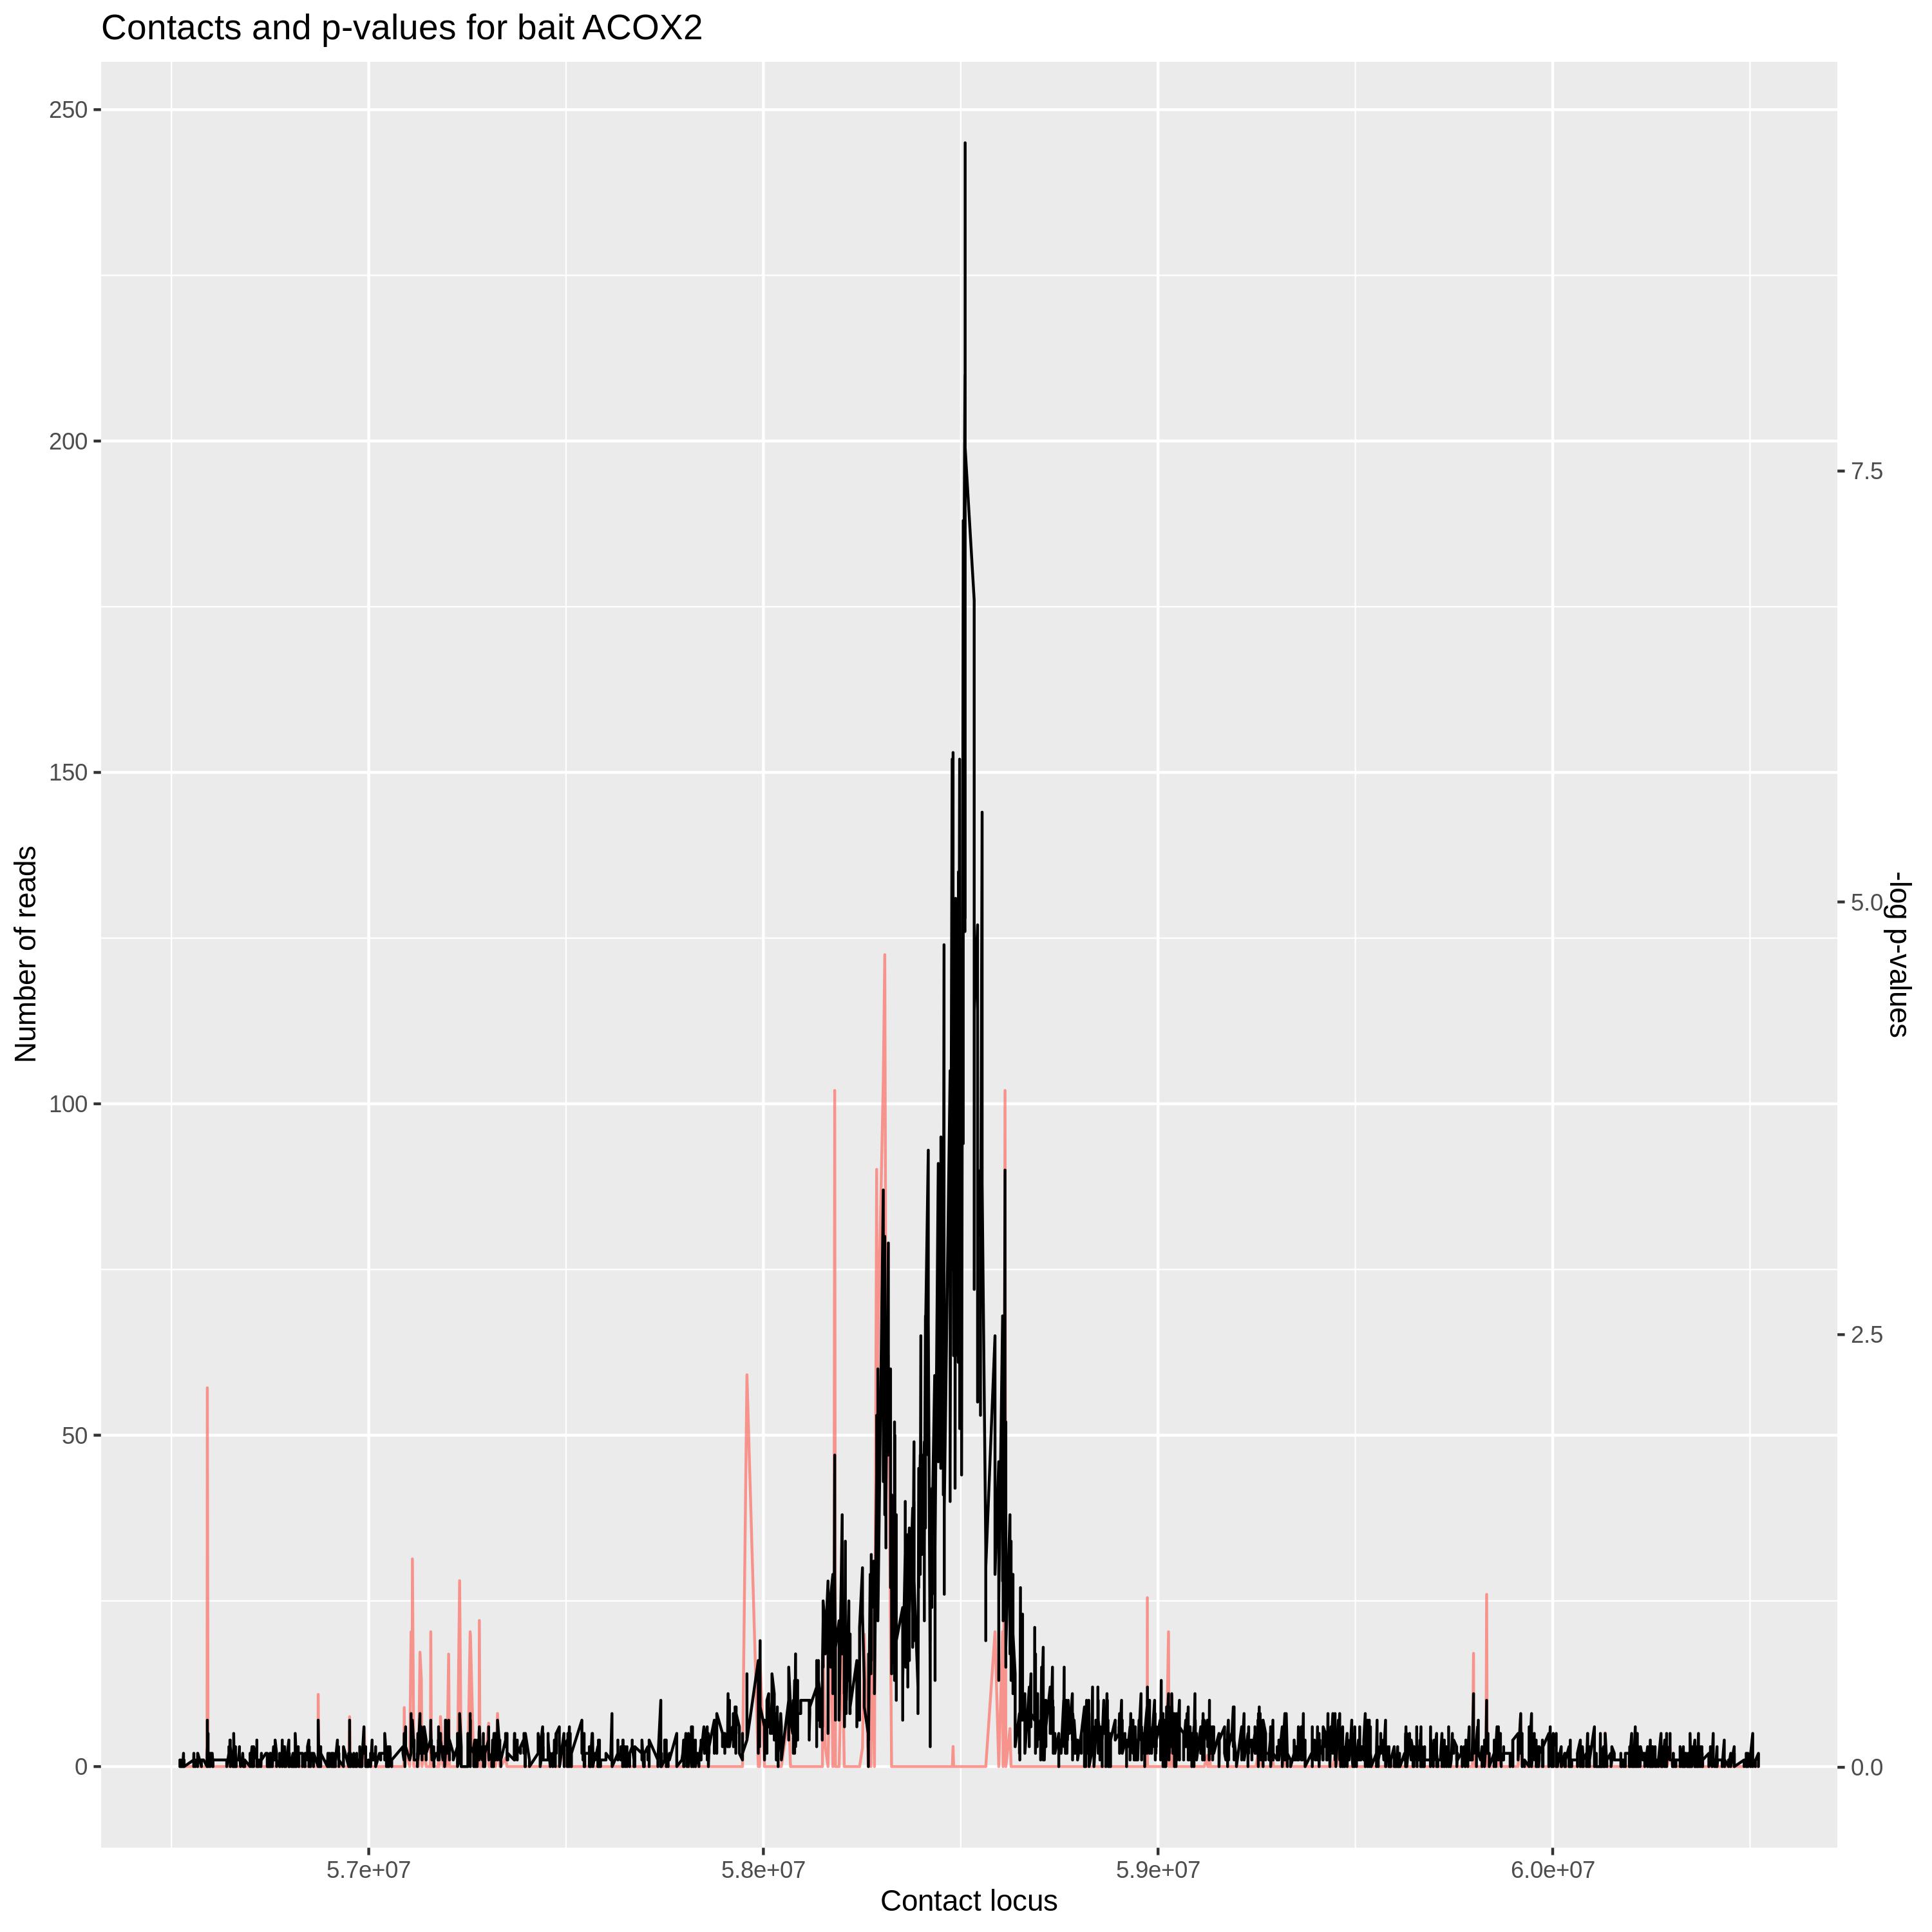 Contacts and p-values for bait ACOX2
250
200
150
100
50
0
Number of reads
7.5
5.0
2.5
0.0
-log p-values
5.7e+07
5.8e+07
5.9e+07
6.0e+07
Contact locus